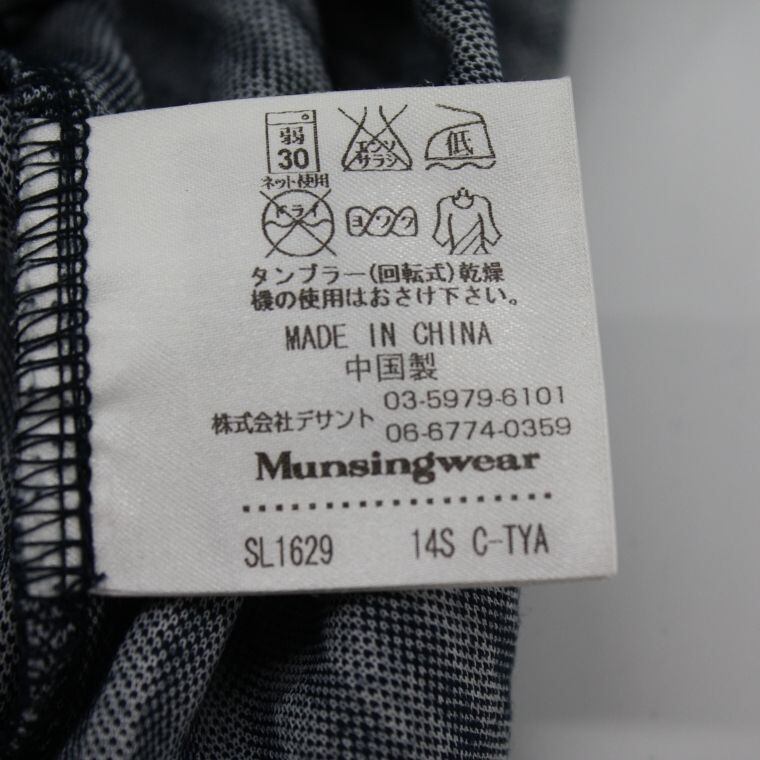 弱
30
ネット使用
エンソ
サラシ
低
ドライ
ヨワク
タンブラー(回転式)乾燥
機の使用はおさけ下さい。
MADE IN CHINA
中国製
株式会社デサント 03-5979-6101
06-6774-0359
Munsingwear
SL1629 14S C-TYA